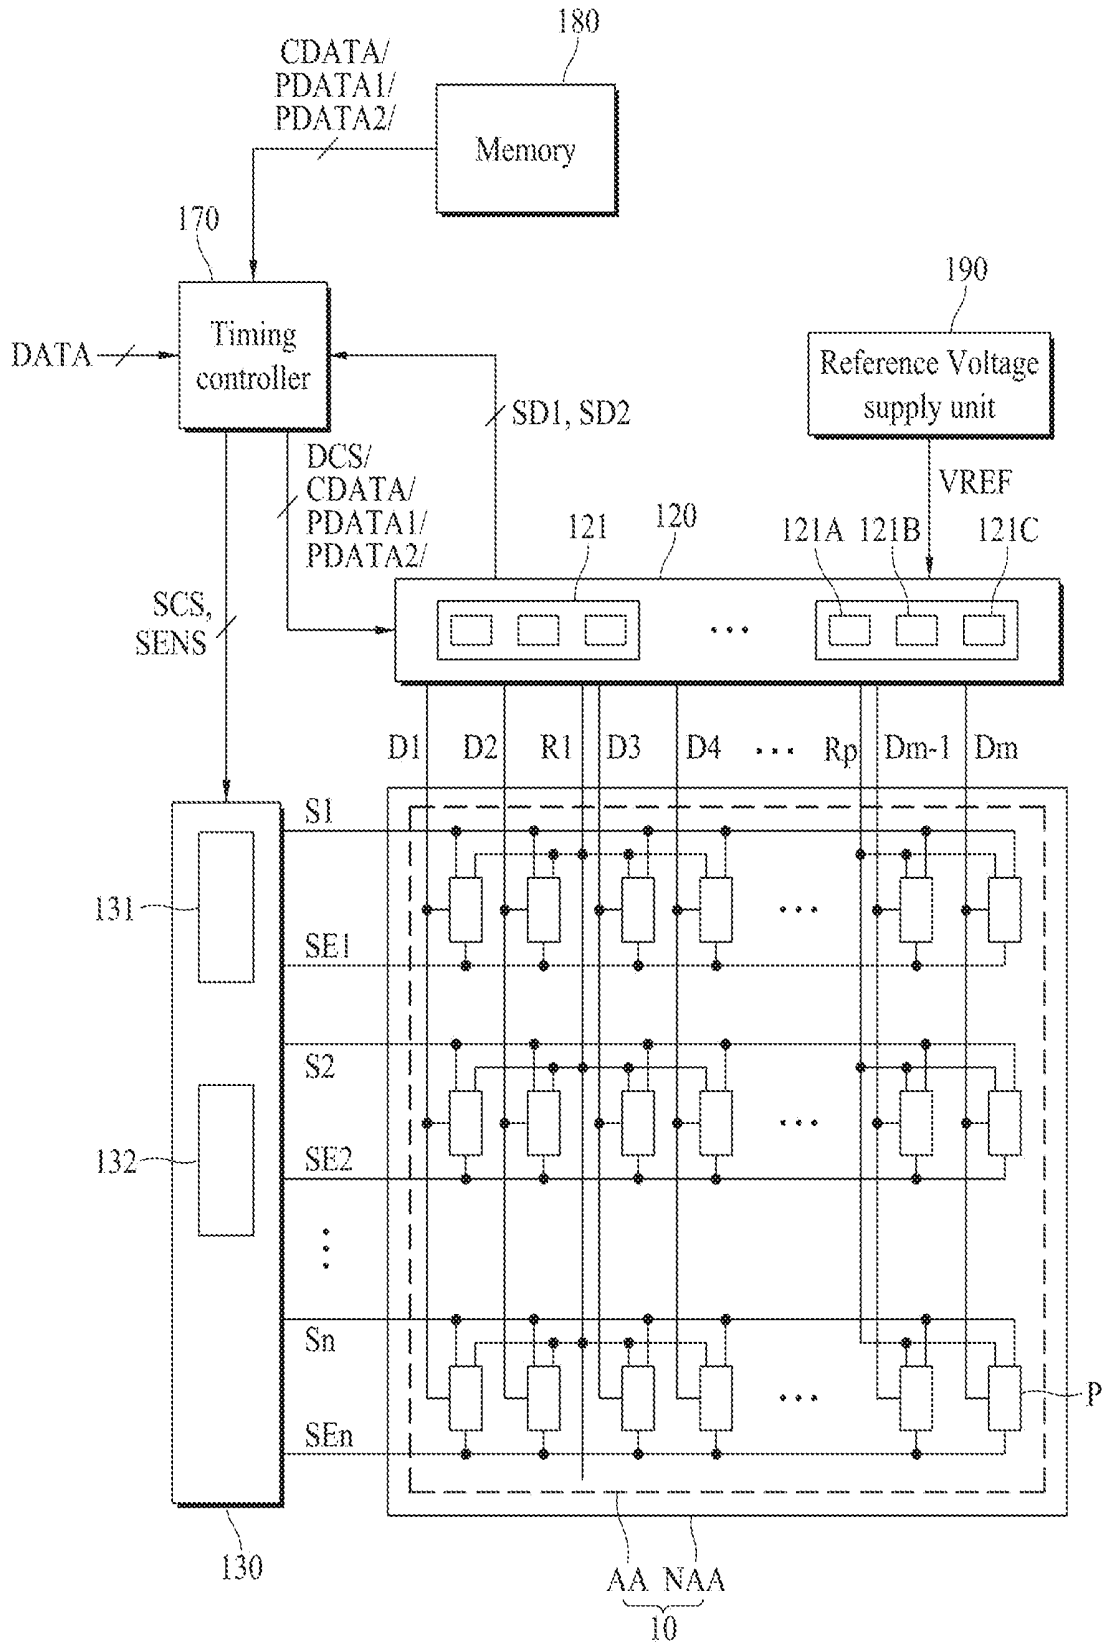 180
CDATA/
PDATA1/
PDATA2/
Memory
170
190
Timing
controller
DATA
Reference Voltage
supply unit
SD1, SD2
DCS/
CDATA/
PDATA1/
PDATA2/
VREF
121
120
121A
121B
121C
SCS,
SENS
D1
D2
R1
D3
D4
Rp
Dm-1
Dm
S1
131
SE1
S2
132
SE2
Sn
P
SEn
130
AA
NAA
10